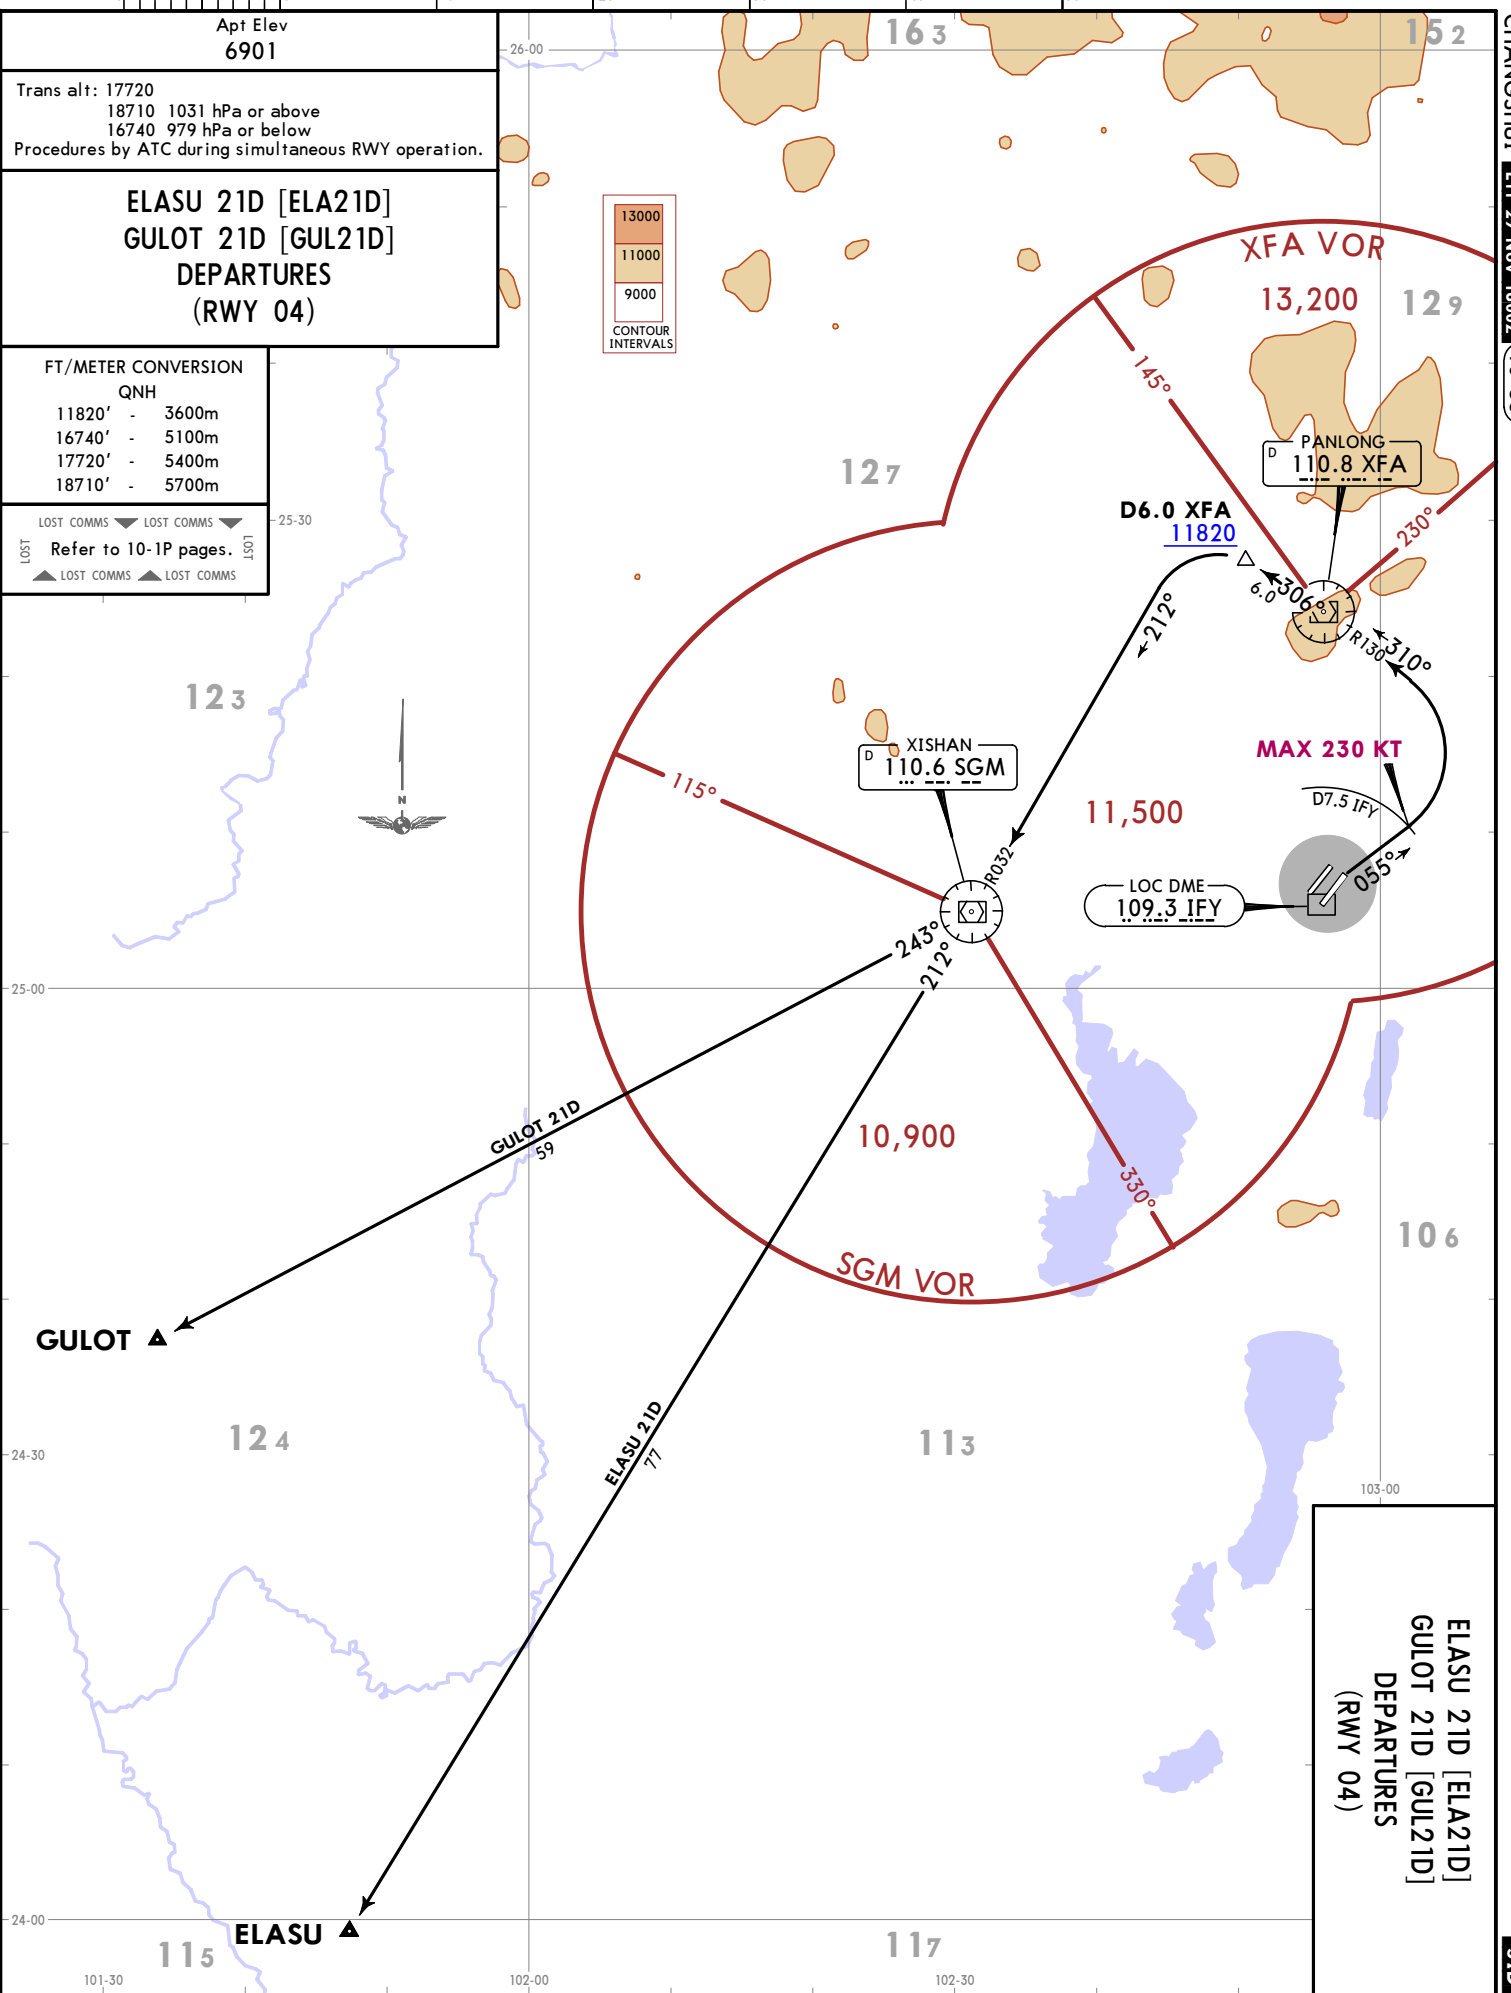 Apt Elev
6901
Trans alt: 17720
18710 1031 hPa or above
16740 979 hPa or below
Procedures by ATC during simultaneous RWY operation.
ELASU 21D [ELA21D]
GULOT 21D [GUL21D]
DEPARTURES
(RWY 04)
FT/METER CONVERSION
QNH
11820' - 3600m
16740' - 5100m
17720' - 5400m
18710' - 5700m
LOST COMMS LOST COMMS
LOST
Refer to 10-1P pages.
LOST
LOST COMMS LOST COMMS
26-00
163
152
13000
11000
9000
CONTOUR
INTERVALS
XFA VOR
13,200
129
145°
127
PANLONG
D 110.8 XFA
230°
D6.0 XFA
11820
25-30
6.0
306°
R130
310°
212°
123
N
MAX 230 KT
D7.5 IFY
XISHAN
D 110.6 SGM
115°
11,500
R032
055°
LOC DME
109.3 IFY
243°
212°
25-00
GULOT 21D
59
10,900
330°
106
SGM VOR
GULOT
124
ELASU 21D
77
113
24-30
103-00
ELASU 21D [ELA21D]
GULOT 21D [GUL21D]
DEPARTURES
(RWY 04)
24-00
ELASU
115
117
101-30
102-00
102-30